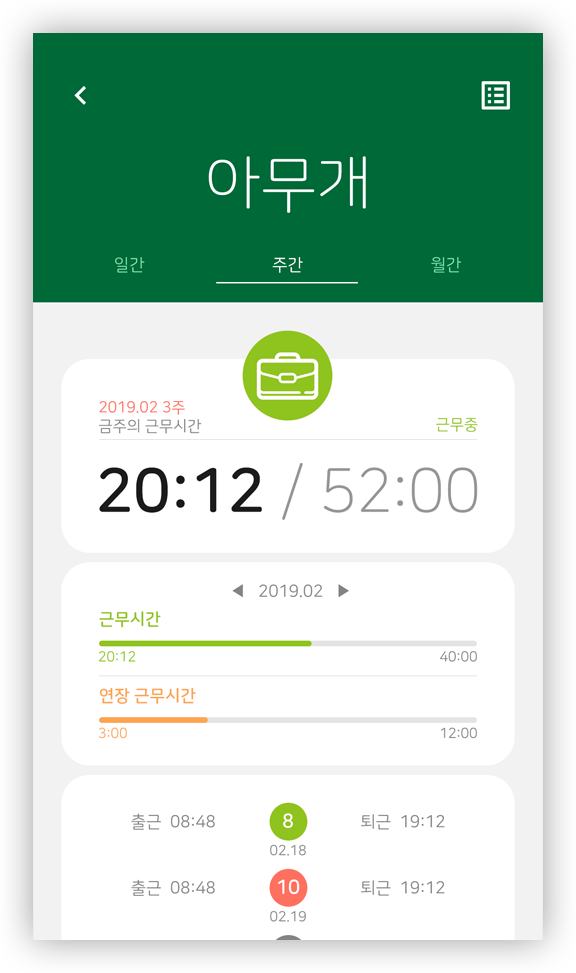 아무개
일간 주간 월간
2019.02 3주
금주의 근무시간 근무중
20:12 / 52:00
◀ 2019.02 ▶
근무시간
20:12 40:00
연장 근무시간
3:00 12:00
출근 08:48 8 퇴근 19:12
02.18
출근 08:48 10 퇴근 19:12
02.19